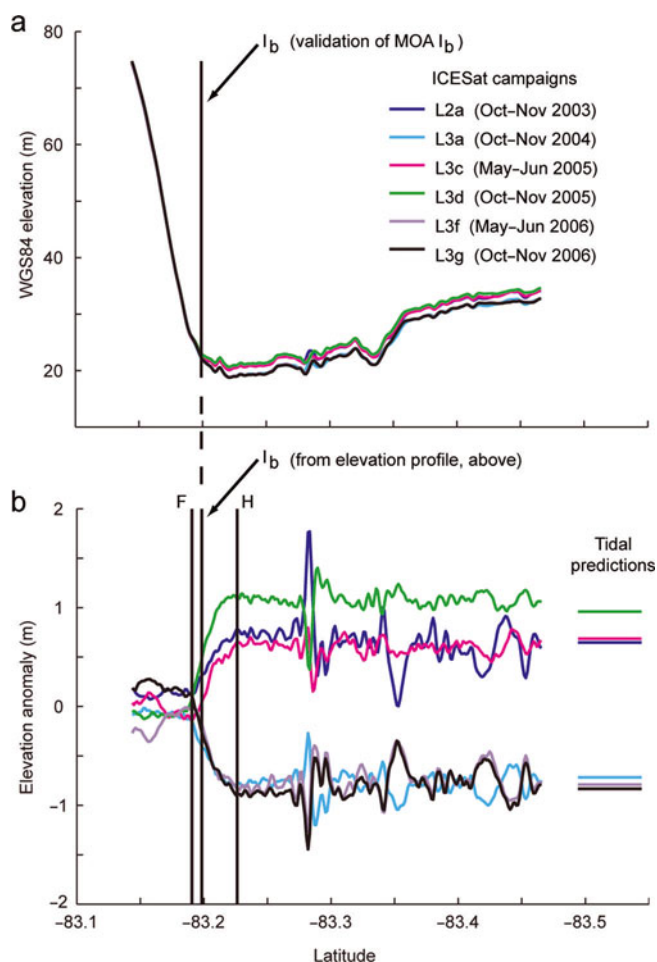 a
80
60
40
20
WGS84 elevation (m)
I_b (validation of MOA I_b)
ICESat campaigns
L2a (Oct–Nov 2003)
L3a (Oct–Nov 2004)
L3c (May–Jun 2005)
L3d (Oct–Nov 2005)
L3f (May–Jun 2006)
L3g (Oct–Nov 2006)
I_b (from elevation profile, above)
b
F
H
2
1
0
−1
−2
Elevation anomaly (m)
Tidal
predictions
−83.1
−83.2
−83.3
−83.4
−83.5
Latitude